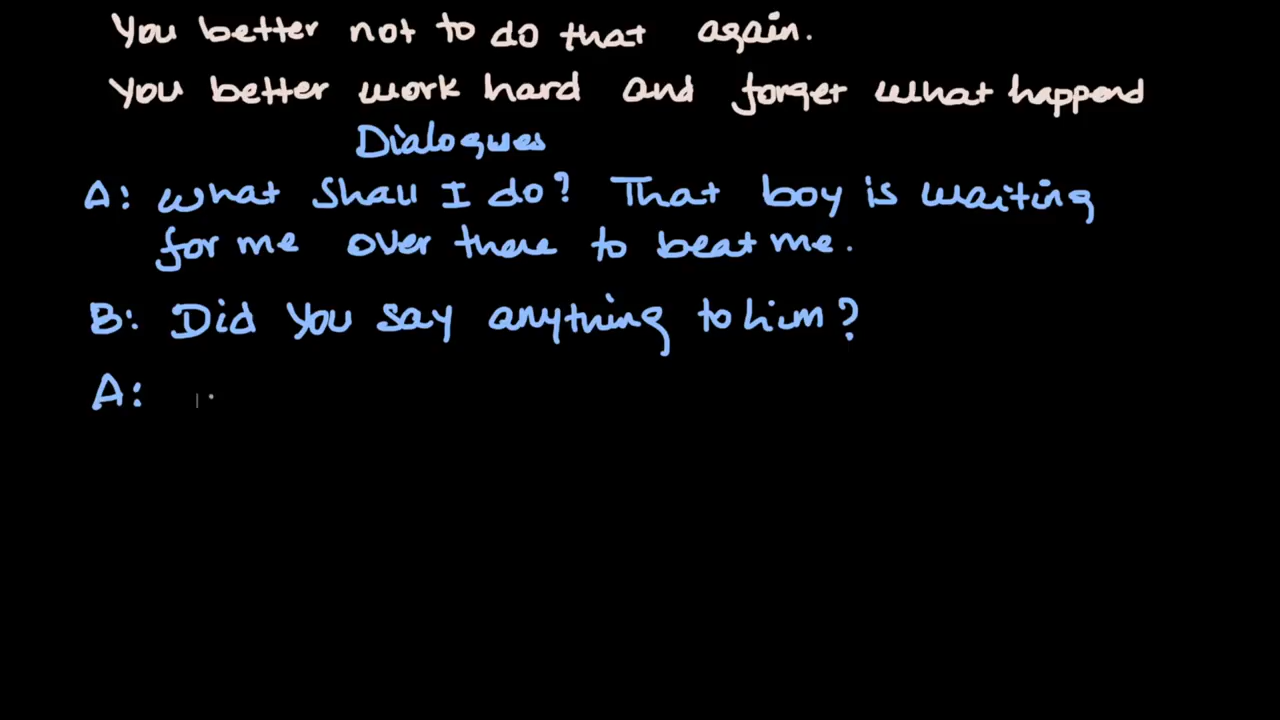 You better not to do that again.
You better work hard and forget what happend
Dialogues
A: what shall I do? That boy is waiting
for me over there to beat me.
B: Did you say anything to him?
A: